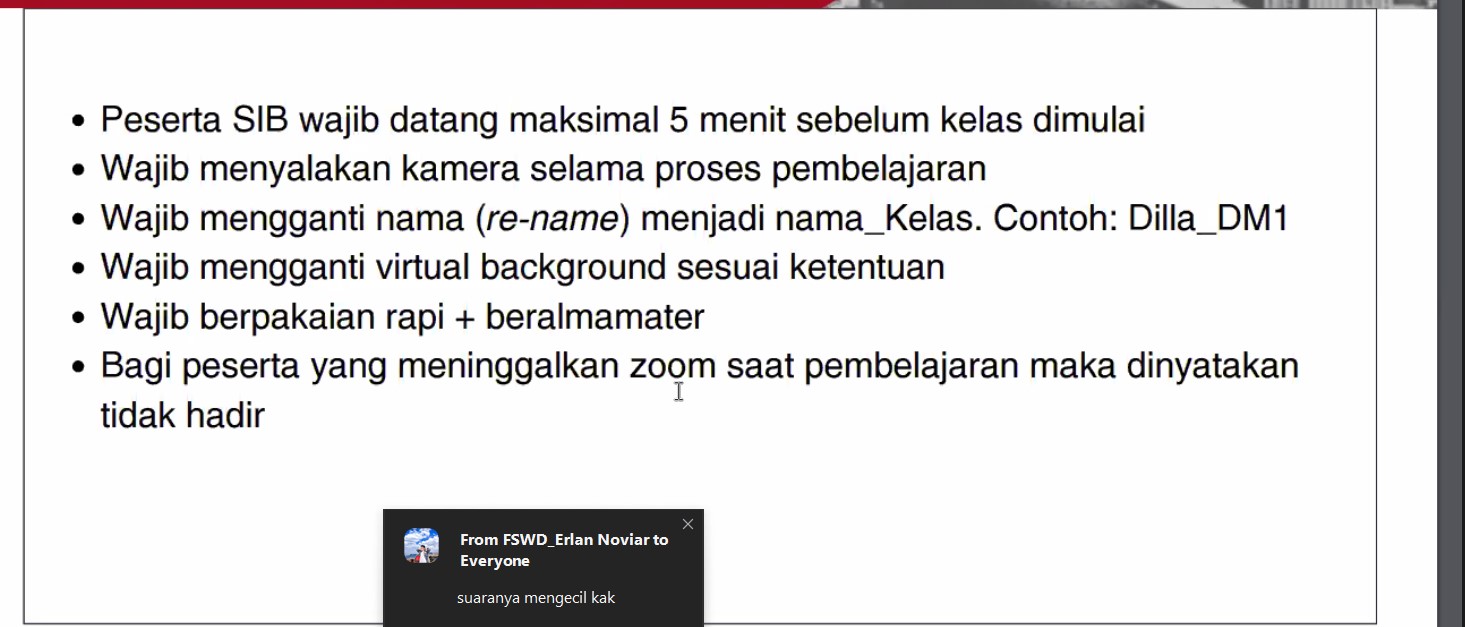 • Peserta SIB wajib datang maksimal 5 menit sebelum kelas dimulai
• Wajib menyalakan kamera selama proses pembelajaran
• Wajib mengganti nama (re-name) menjadi nama_Kelas. Contoh: Dilla_DM1
• Wajib mengganti virtual background sesuai ketentuan
• Wajib berpakaian rapi + beralmamater
• Bagi peserta yang meninggalkan zoom saat pembelajaran maka dinyatakan
tidak hadir
From FSWD_Erlan Noviar to
Everyone
suaranya mengecil kak